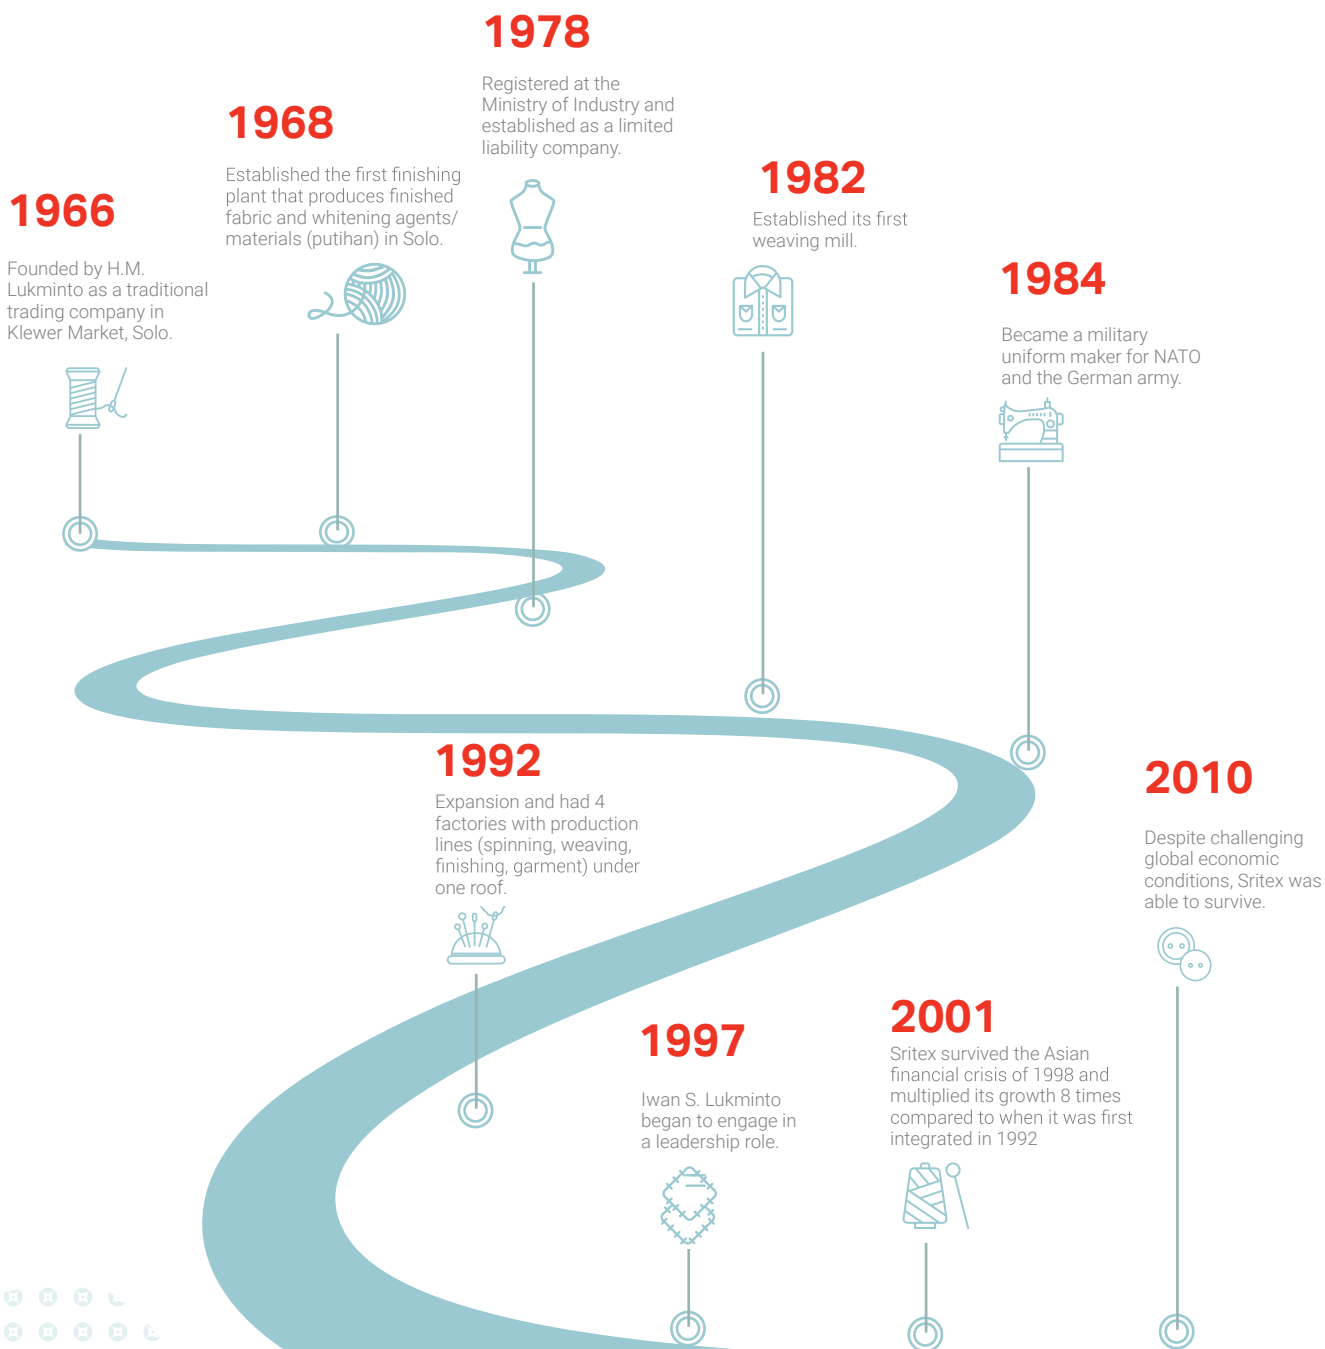 1966
Founded by H.M.
Lukminto as a traditional
trading company in
Klewer Market, Solo.
1968
Established the first finishing
plant that produces finished
fabric and whitening agents/
materials (putihan) in Solo.
1978
Registered at the
Ministry of Industry and
established as a limited
liability company.
1982
Established its first
weaving mill.
1984
Became a military
uniform maker for NATO
and the German army.
1992
Expansion and had 4
factories with production
lines (spinning, weaving,
finishing, garment) under
one roof.
1997
Iwan S. Lukminto
began to engage in
a leadership role.
2001
Sritex survived the Asian
financial crisis of 1998 and
multiplied its growth 8 times
compared to when it was first
integrated in 1992
2010
Despite challenging
global economic
conditions, Sritex was
able to survive.